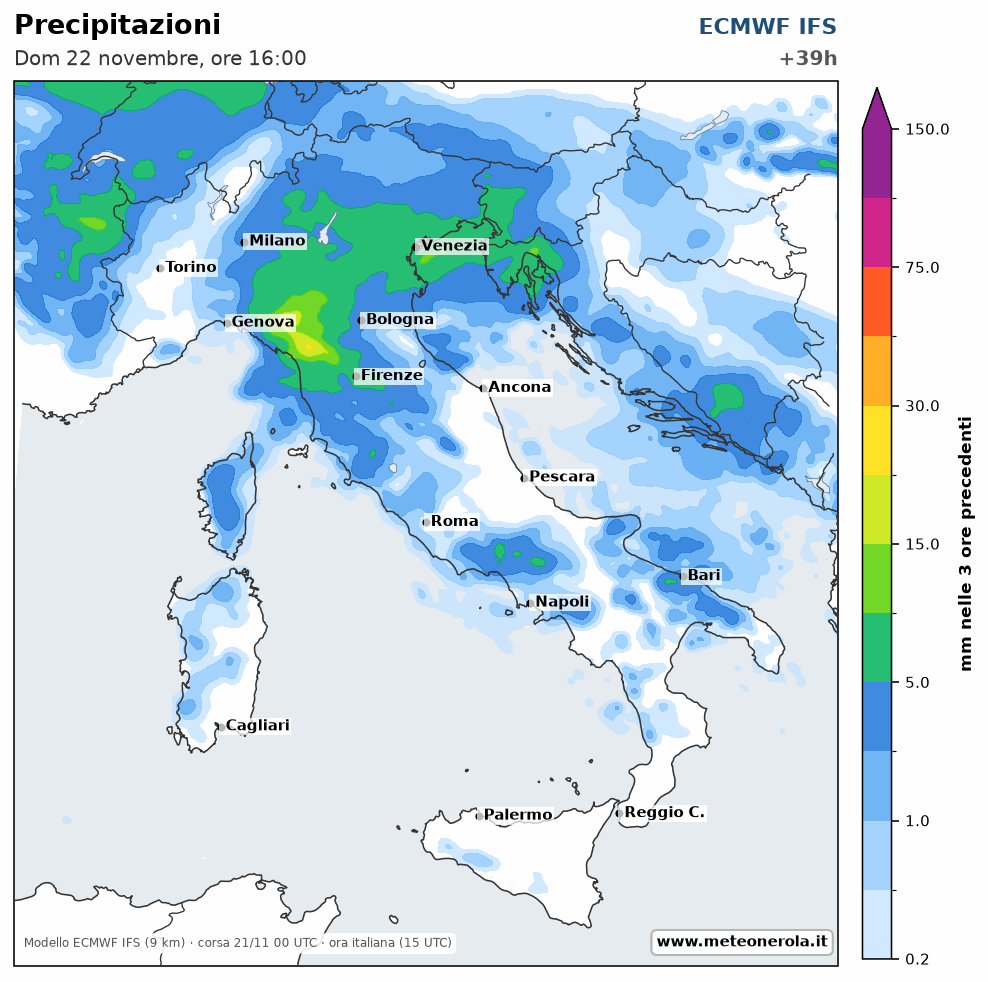 Precipitazioni
ECMWF IFS
Dom 22 novembre, ore 16:00
+39h
150.0
75.0
30.0
15.0
5.0
1.0
0.2
mm nelle 3 ore precedenti
Milano
Venezia
Torino
Genova
Bologna
Firenze
Ancona
Pescara
Roma
Bari
Napoli
Cagliari
Palermo
Reggio C.
Modello ECMWF IFS (9 km) · corsa 21/11 00 UTC · ora italiana (15 UTC)
www.meteonerola.it